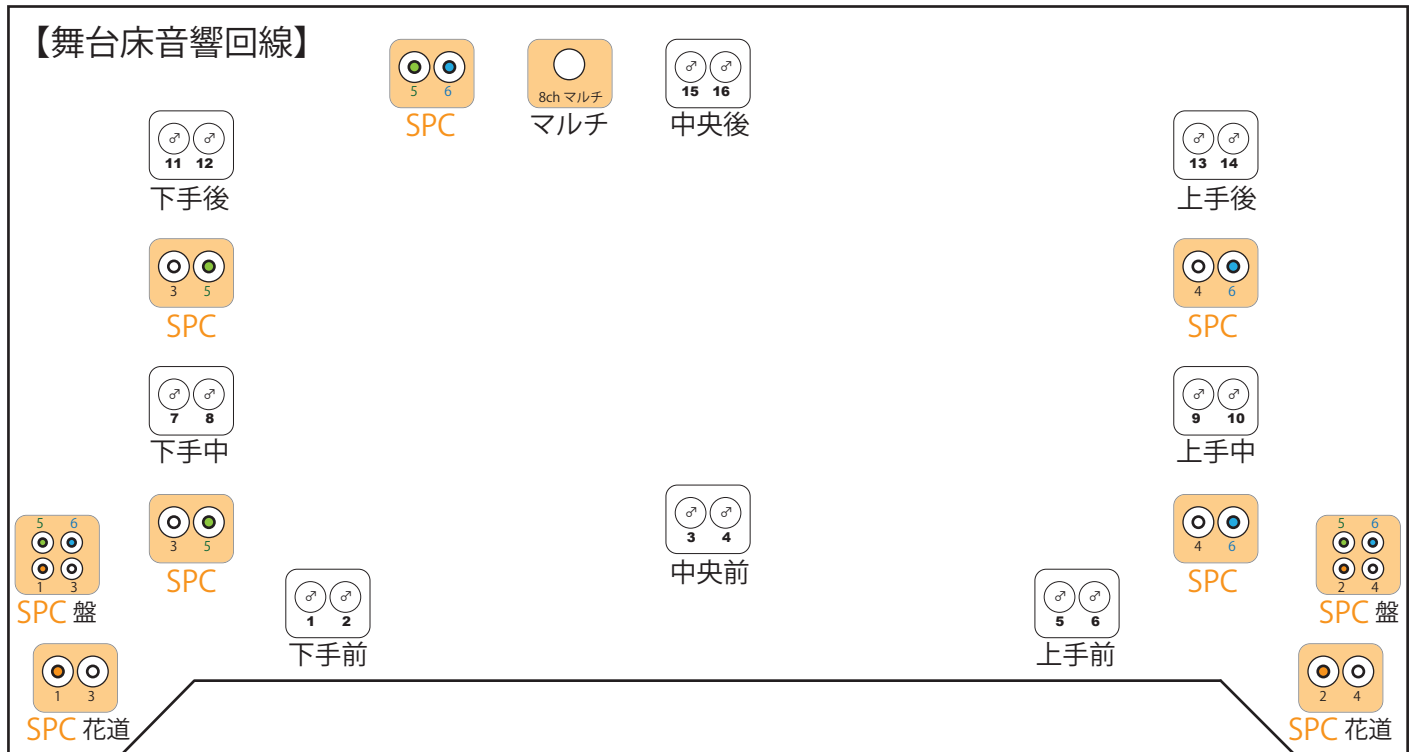 【舞台床音響回線】
5 6
SPC
8ch マルチ
マルチ
♂ ♂
15 16
中央後
♂ ♂
11 12
下手後
♂ ♂
13 14
上手後
3 5
SPC
4 6
SPC
♂ ♂
7 8
下手中
♂ ♂
9 10
上手中
5 6
1 3
SPC 盤
3 5
SPC
♂ ♂
3 4
中央前
4 6
SPC
5 6
2 4
SPC 盤
♂ ♂
1 2
下手前
♂ ♂
5 6
上手前
1 3
SPC 花道
2 4
SPC 花道